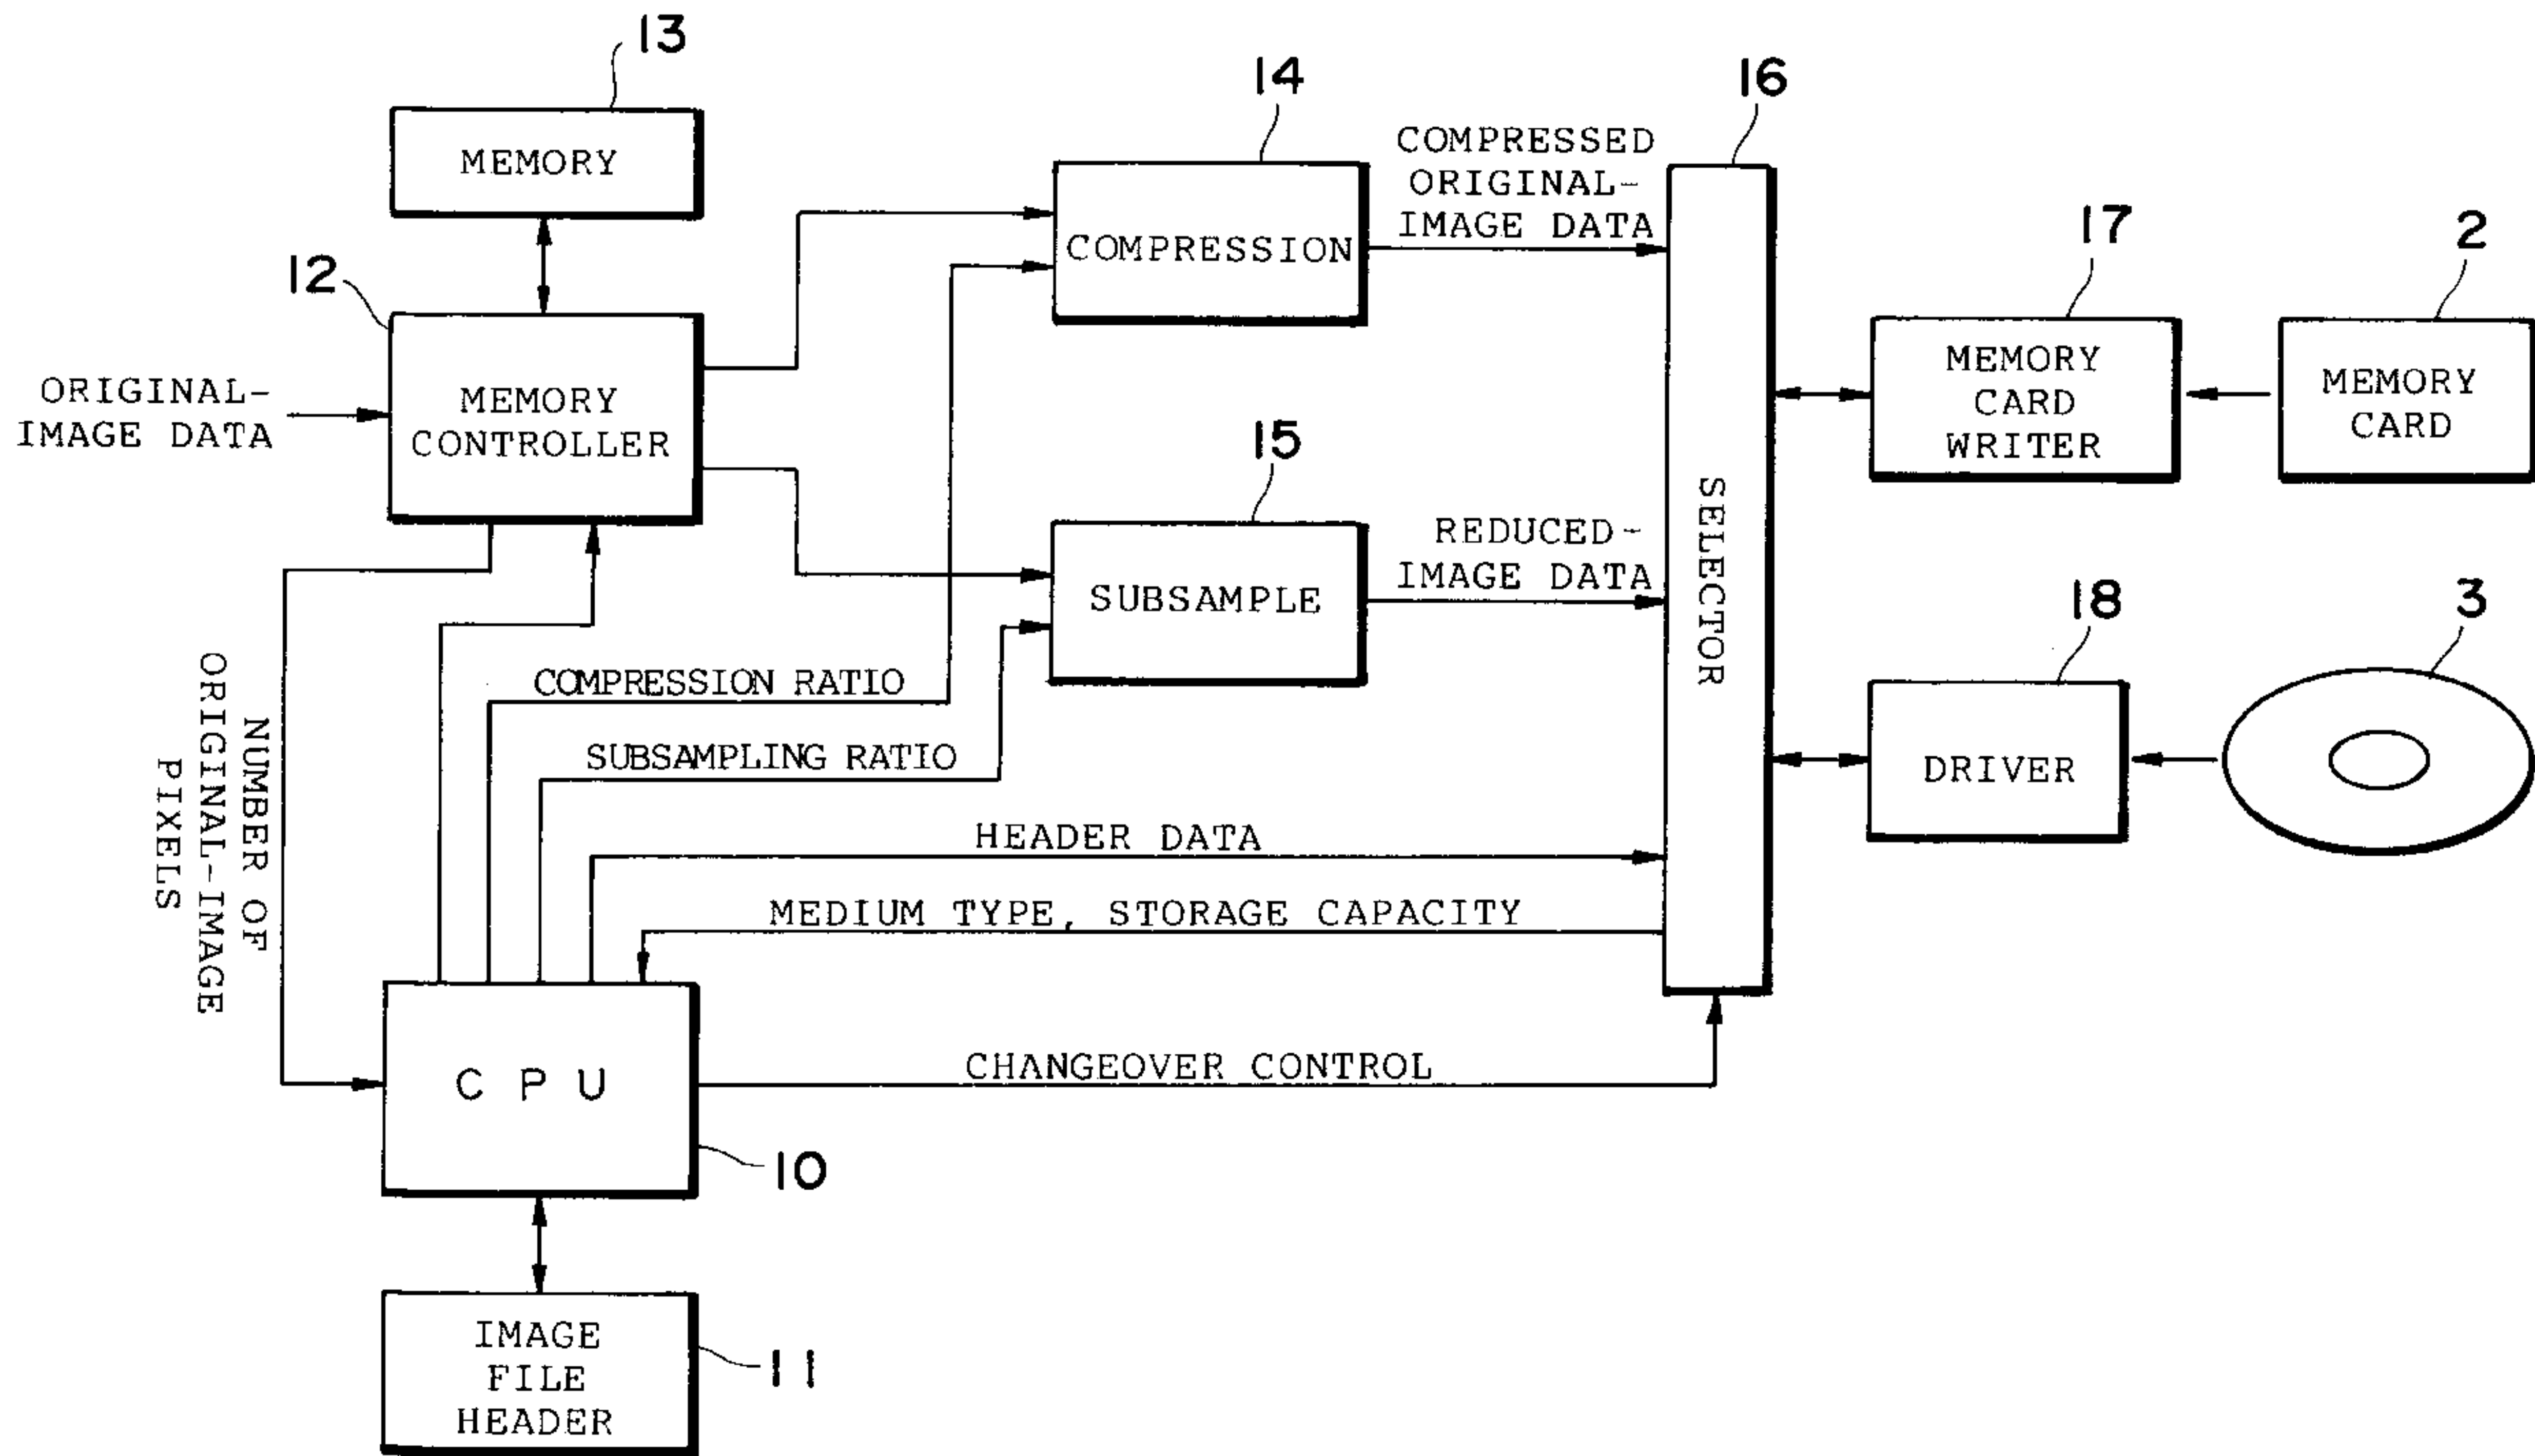 13
MEMORY
12
ORIGINAL-
IMAGE DATA
MEMORY
CONTROLLER
14
COMPRESSION
COMPRESSED
ORIGINAL-
IMAGE DATA
16
SELECTOR
17
MEMORY
CARD
WRITER
2
MEMORY
CARD
15
SUBSAMPLE
REDUCED-
IMAGE DATA
18
DRIVER
3
NUMBER OF
ORIGINAL-IMAGE
PIXELS
COMPRESSION RATIO
SUBSAMPLING RATIO
HEADER DATA
MEDIUM TYPE, STORAGE CAPACITY
CHANGEOVER CONTROL
CPU
10
IMAGE
FILE
HEADER
11